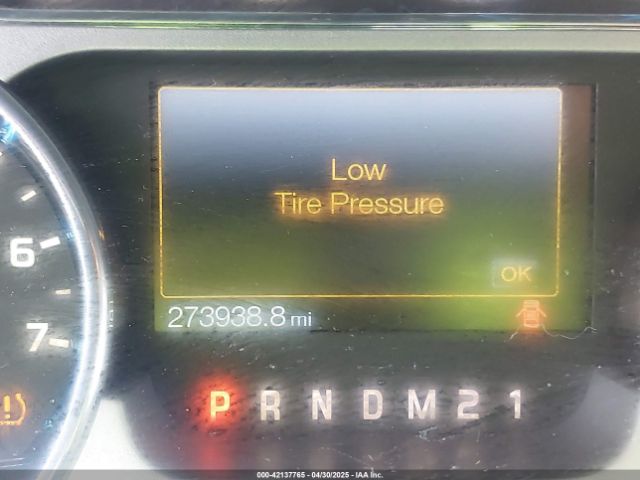 Low
Tire Pressure
OK
6
273938.8 mi
7
P R N D M 2 1
000-42137765 - 04/30/2025 - IAA Inc.